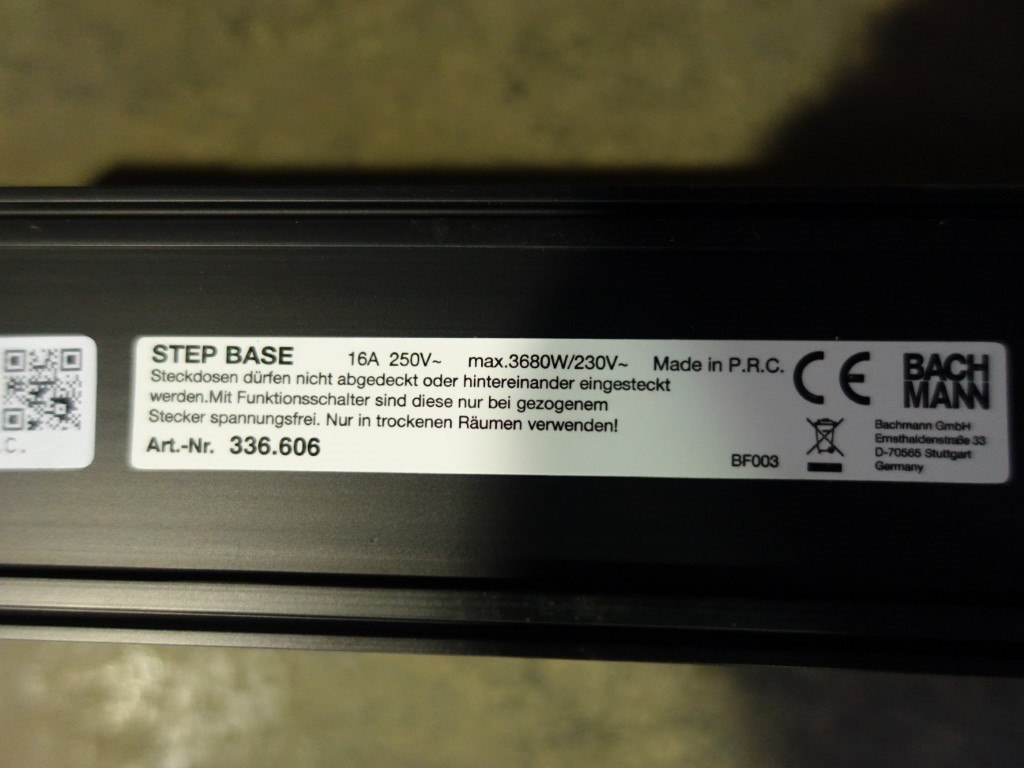 STEP BASE 16A 250V~ max.3680W/230V~ Made in P.R.C. CE
Steckdosen dürfen nicht abgedeckt oder hintereinander eingesteckt
werden.Mit Funktionsschalter sind diese nur bei gezogenem
Stecker spannungsfrei. Nur in trockenen Räumen verwenden!
Art.-Nr. 336.606
BF003
BACH
MANN
Bachmann GmbH
Ernsthaldenstraße 33
D-70565 Stuttgart
Germany
.C.